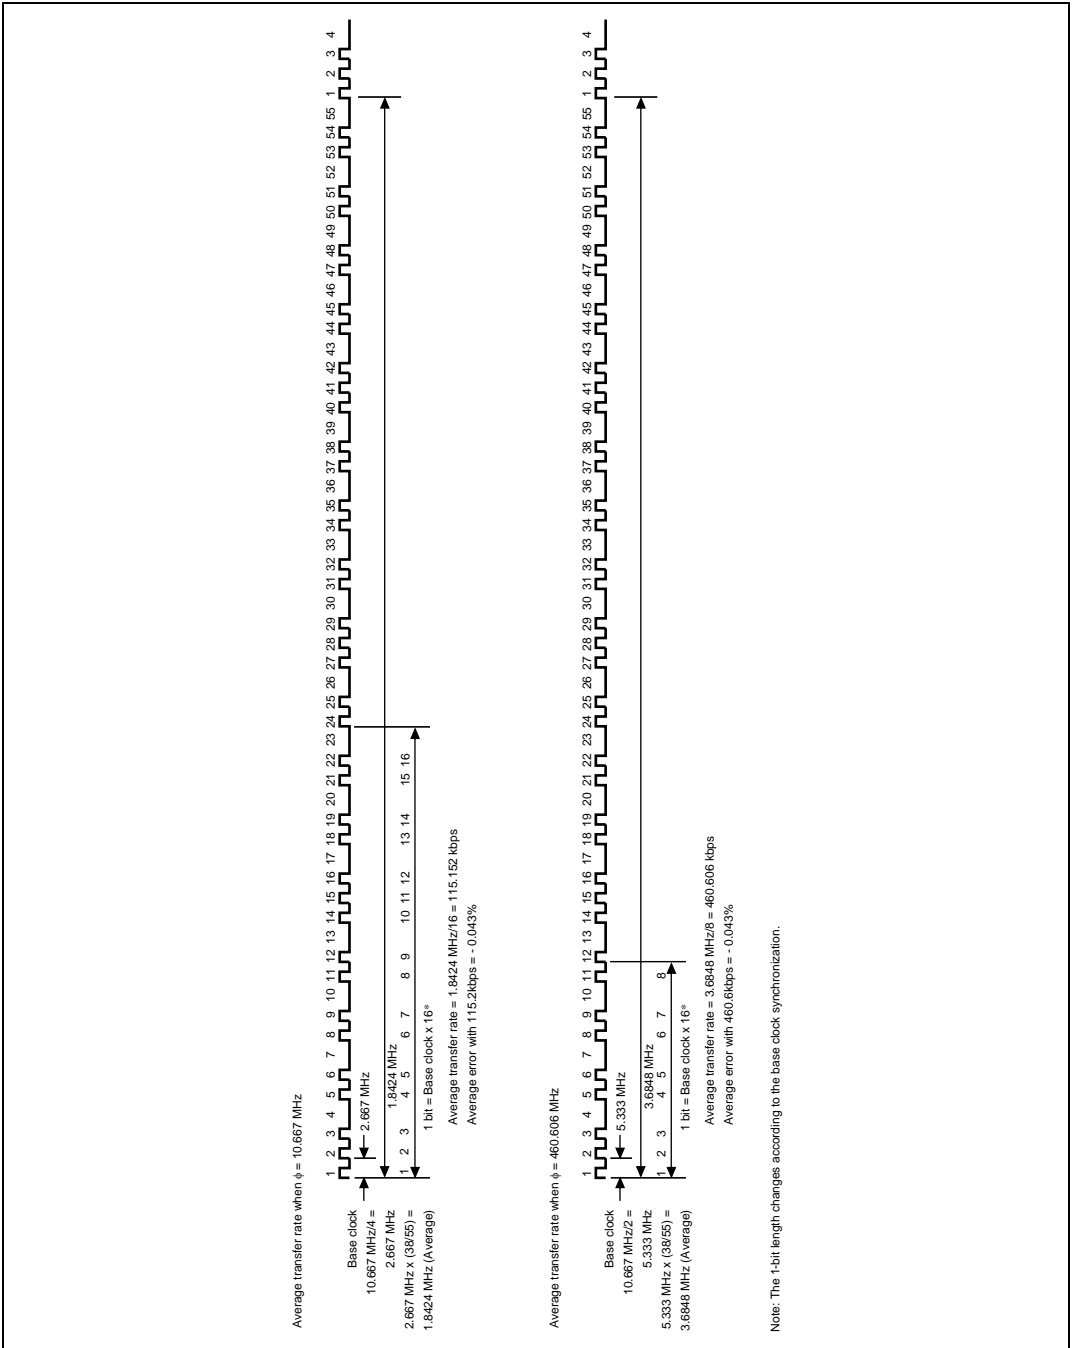 Average transfer rate when ϕ = 10.667 MHz
1 2 3 4 5 6 7 8 9 10 11 12 13 14 15 16 17 18 19 20 21 22 23 24 25 26 27 28 29 30 31 32 33 34 35 36 37 38 39 40 41 42 43 44 45 46 47 48 49 50 51 52 53 54 55 1 2 3 4
Base clock
10.667 MHz/4 =
2.667 MHz
2.667 MHz
2.667 MHz x (38/55) =
1.8424 MHz (Average)
1.8424 MHz
1 2 3 4 5 6 7 8 9 10 11 12 13 14 15 16
1 bit = Base clock x 16*
Average transfer rate = 1.8424 MHz/16 = 115.152 kbps
Average error with 115.2kbps = - 0.043%
Average transfer rate when ϕ = 460.606 MHz
1 2 3 4 5 6 7 8 9 10 11 12 13 14 15 16 17 18 19 20 21 22 23 24 25 26 27 28 29 30 31 32 33 34 35 36 37 38 39 40 41 42 43 44 45 46 47 48 49 50 51 52 53 54 55 1 2 3 4
Base clock
10.667 MHz/2 =
5.333 MHz
5.333 MHz
5.333 MHz x (38/55) =
3.6848 MHz (Average)
3.6848 MHz
1 2 3 4 5 6 7 8
1 bit = Base clock x 16*
Average transfer rate = 3.6848 MHz/8 = 460.606 kbps
Average error with 460.6kbps = - 0.043%
Note: The 1-bit length changes according to the base clock synchronization.